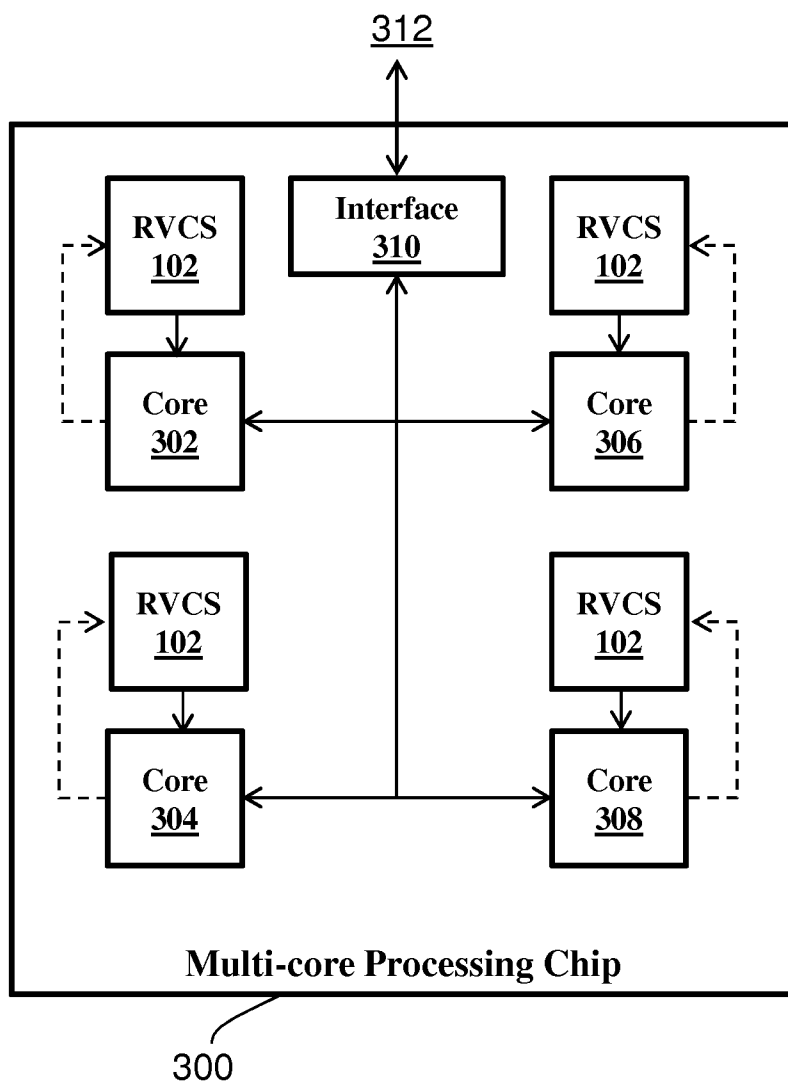 312
RVCS
102
Interface
310
RVCS
102
Core
302
Core
306
RVCS
102
RVCS
102
Core
304
Core
308
Multi-core Processing Chip
300